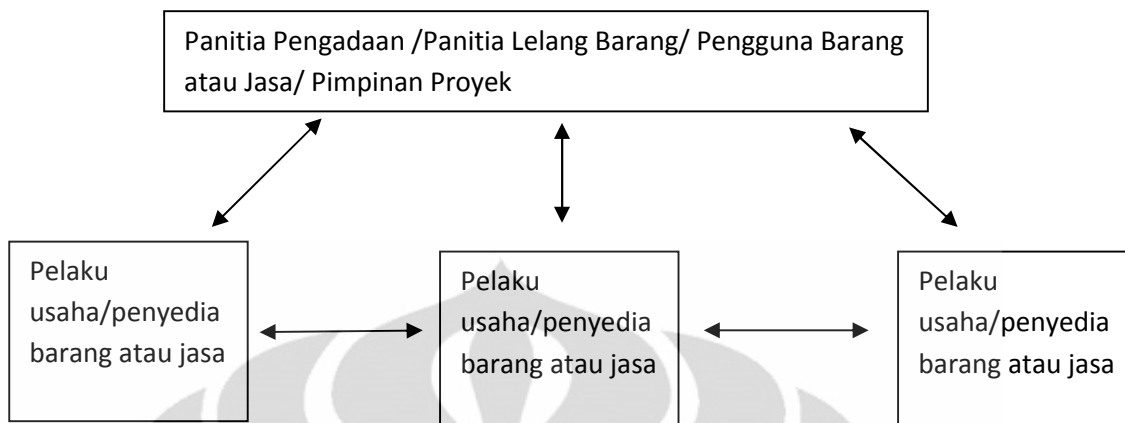 Panitia Pengadaan /Panitia Lelang Barang/ Pengguna Barang
atau Jasa/ Pimpinan Proyek
Pelaku
usaha/penyedia
barang atau jasa
Pelaku
usaha/penyedia
barang atau jasa
Pelaku
usaha/penyedia
barang atau jasa